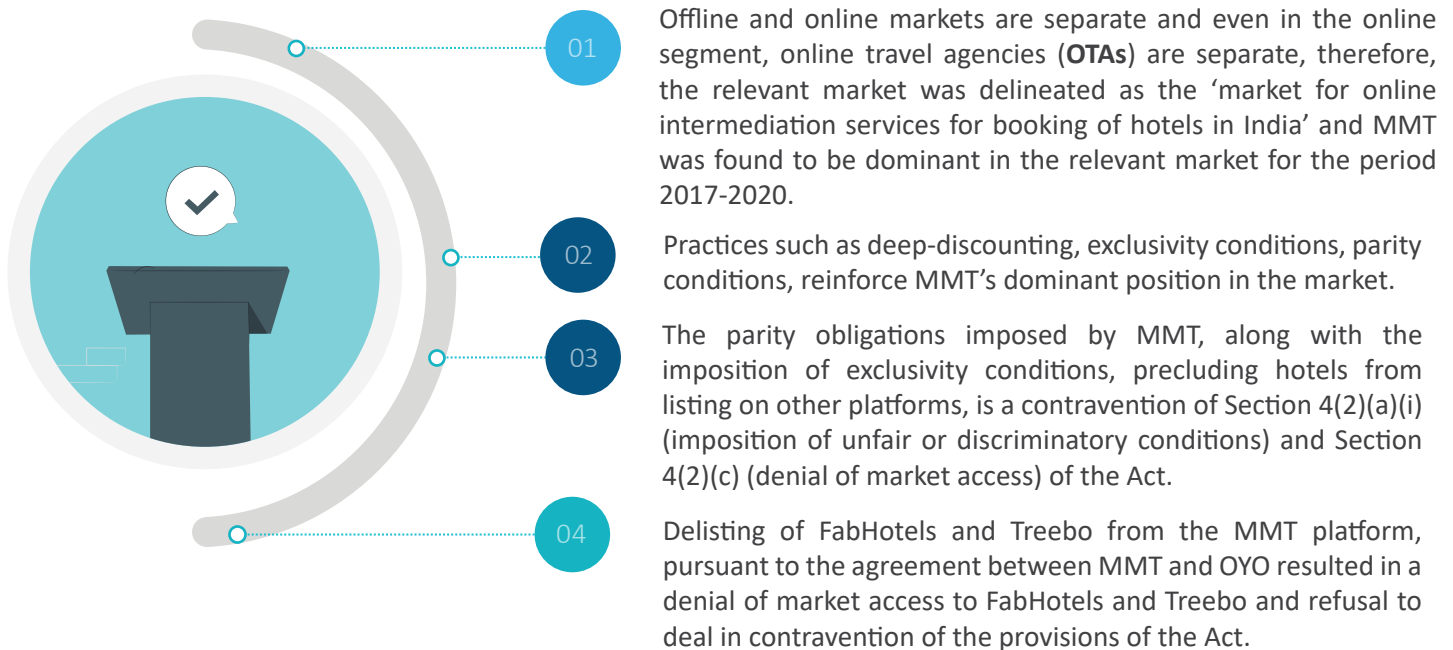 01
Offline and online markets are separate and even in the online
segment, online travel agencies (OTAs) are separate, therefore,
the relevant market was delineated as the ‘market for online
intermediation services for booking of hotels in India’ and MMT
was found to be dominant in the relevant market for the period
2017-2020.
02
Practices such as deep-discounting, exclusivity conditions, parity
conditions, reinforce MMT’s dominant position in the market.
03
The parity obligations imposed by MMT, along with the
imposition of exclusivity conditions, precluding hotels from
listing on other platforms, is a contravention of Section 4(2)(a)(i)
(imposition of unfair or discriminatory conditions) and Section
4(2)(c) (denial of market access) of the Act.
04
Delisting of FabHotels and Treebo from the MMT platform,
pursuant to the agreement between MMT and OYO resulted in a
denial of market access to FabHotels and Treebo and refusal to
deal in contravention of the provisions of the Act.